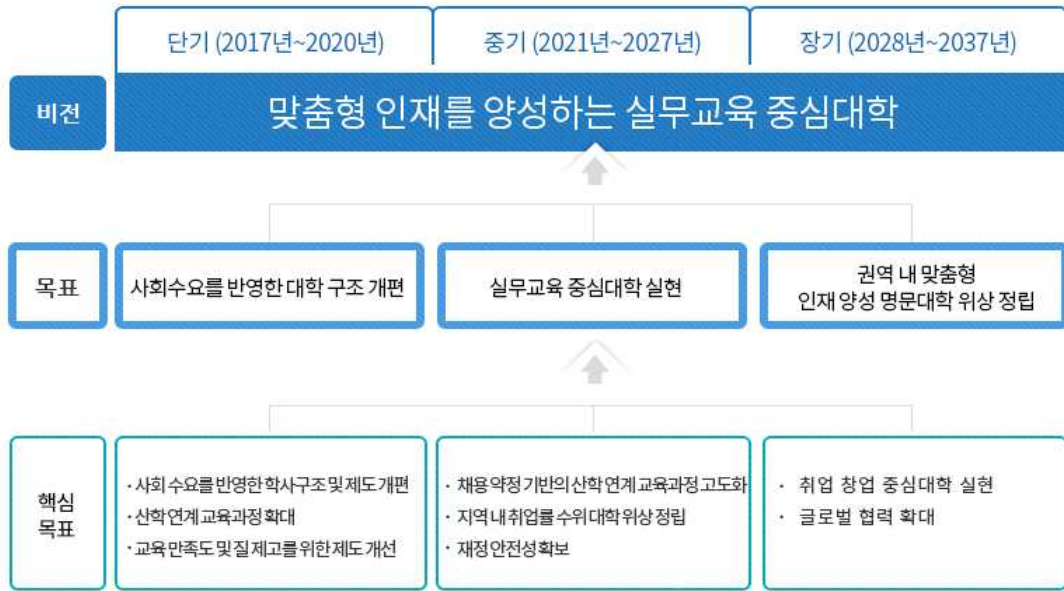 단기 (2017년~2020년) 중기 (2021년~2027년) 장기 (2028년~2037년)
비전 맞춤형 인재를 양성하는 실무교육 중심대학
목표
사회수요를 반영한 대학 구조 개편
실무교육 중심대학 실현
권역 내 맞춤형
인재 양성 명문대학 위상 정립
핵심
목표
· 사회 수요를 반영한 학사구조 및 제도 개편
· 산학 연계 교육과정 확대
· 교육 만족도 및 질 제고를 위한 제도 개선
· 채용 약정 기반의 산학 연계 교육과정 고도화
· 지역 내 취업률 수위 대학 위상 정립
· 재정 안전성 확보
· 취업 창업 중심대학 실현
· 글로벌 협력 확대